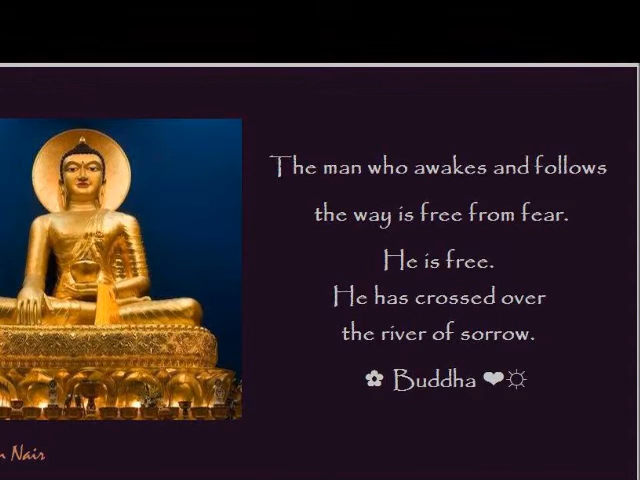 The man who awakes and follows
the way is free from fear.
He is free.
He has crossed over
the river of sorrow.
✿ Buddha ❤☼
Nair